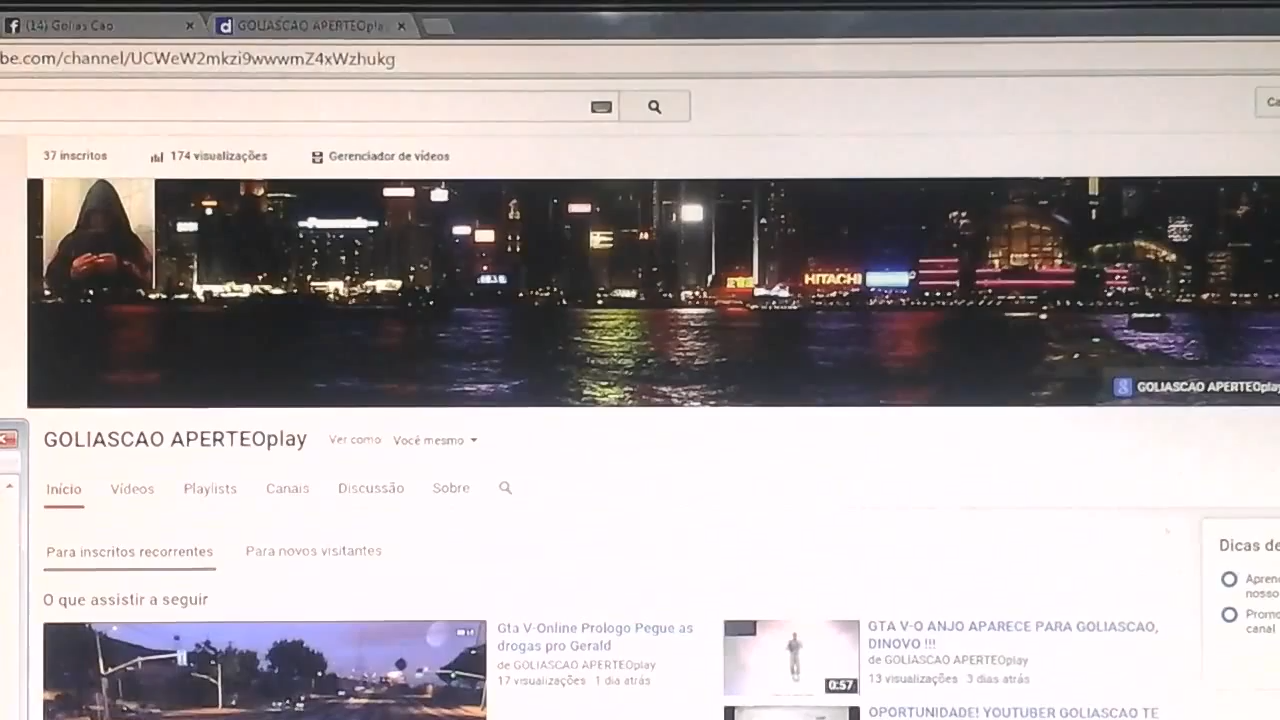 (14) Golias Cao
GOLIASCAO APERTEOpla
be.com/channel/UCWeW2mkzi9wwwmZ4xWzhukg
37 inscritos
174 visualizações
Gerenciador de vídeos
HITACHI
GOLIASCAO APERTEOplay
GOLIASCAO APERTEOplay
Ver como
Você mesmo
Início
Vídeos
Playlists
Canais
Discussão
Sobre
Para inscritos recorrentes
Para novos visitantes
Dicas de
O que assistir a seguir
Gta V-Online Prologo Pegue as
drogas pro Gerald
de GOLIASCAO APERTEOplay
17 visualizações 1 dia atrás
0:57
GTA V-O ANJO APARECE PARA GOLIASCAO,
DINOVO !!!
de GOLIASCAO APERTEOplay
13 visualizações 3 dias atrás
OPORTUNIDADE! YOUTUBER GOLIASCAO TE
nosso
Promo
canal